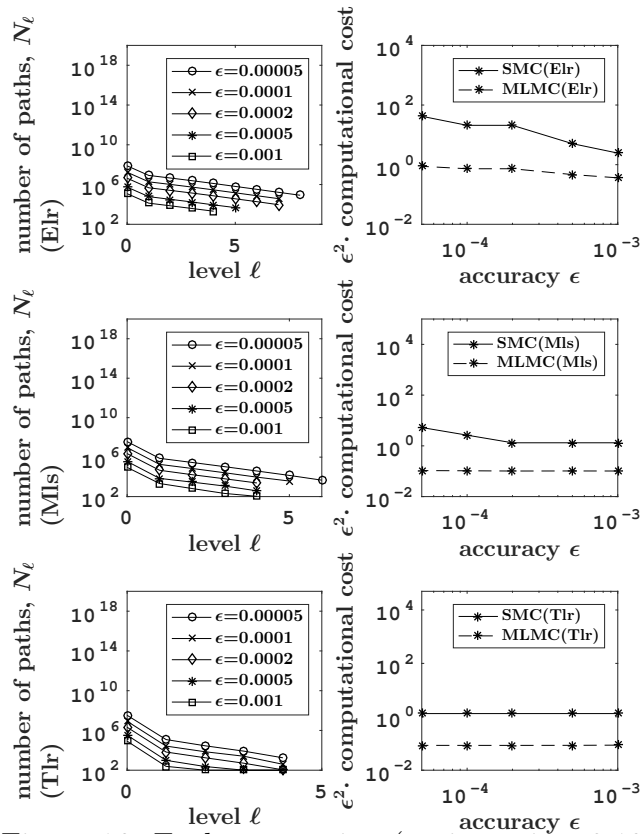 number of paths, N_ℓ
(Elr)
10^18
10^14
10^10
10^6
10^2
ϵ=0.00005
ϵ=0.0001
ϵ=0.0002
ϵ=0.0005
ϵ=0.001
0
5
level ℓ
ϵ^2· computational cost
10^4
10^2
10^0
10^-2
SMC(Elr)
MLMC(Elr)
10^-4
10^-3
accuracy ϵ
number of paths, N_ℓ
(Mls)
10^18
10^14
10^10
10^6
10^2
ϵ=0.00005
ϵ=0.0001
ϵ=0.0002
ϵ=0.0005
ϵ=0.001
0
5
level ℓ
ϵ^2· computational cost
10^4
10^2
10^0
10^-2
SMC(Mls)
MLMC(Mls)
10^-4
10^-3
accuracy ϵ
number of paths, N_ℓ
(Tlr)
10^18
10^14
10^10
10^6
10^2
ϵ=0.00005
ϵ=0.0001
ϵ=0.0002
ϵ=0.0005
ϵ=0.001
0
5
level ℓ
ϵ^2· computational cost
10^4
10^2
10^0
10^-2
SMC(Tlr)
MLMC(Tlr)
10^-4
10^-3
accuracy ϵ